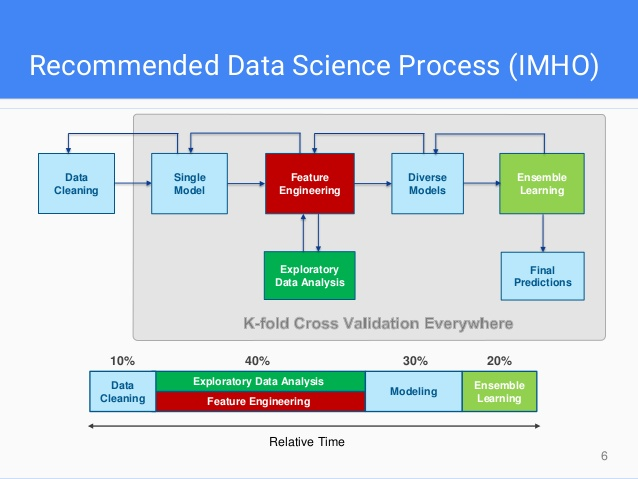 Recommended Data Science Process (IMHO)
Data
Cleaning
Single
Model
Feature
Engineering
Diverse
Models
Ensemble
Learning
Exploratory
Data Analysis
Final
Predictions
K-fold Cross Validation Everywhere
10%
40%
30%
20%
Data
Cleaning
Exploratory Data Analysis
Feature Engineering
Modeling
Ensemble
Learning
Relative Time
6